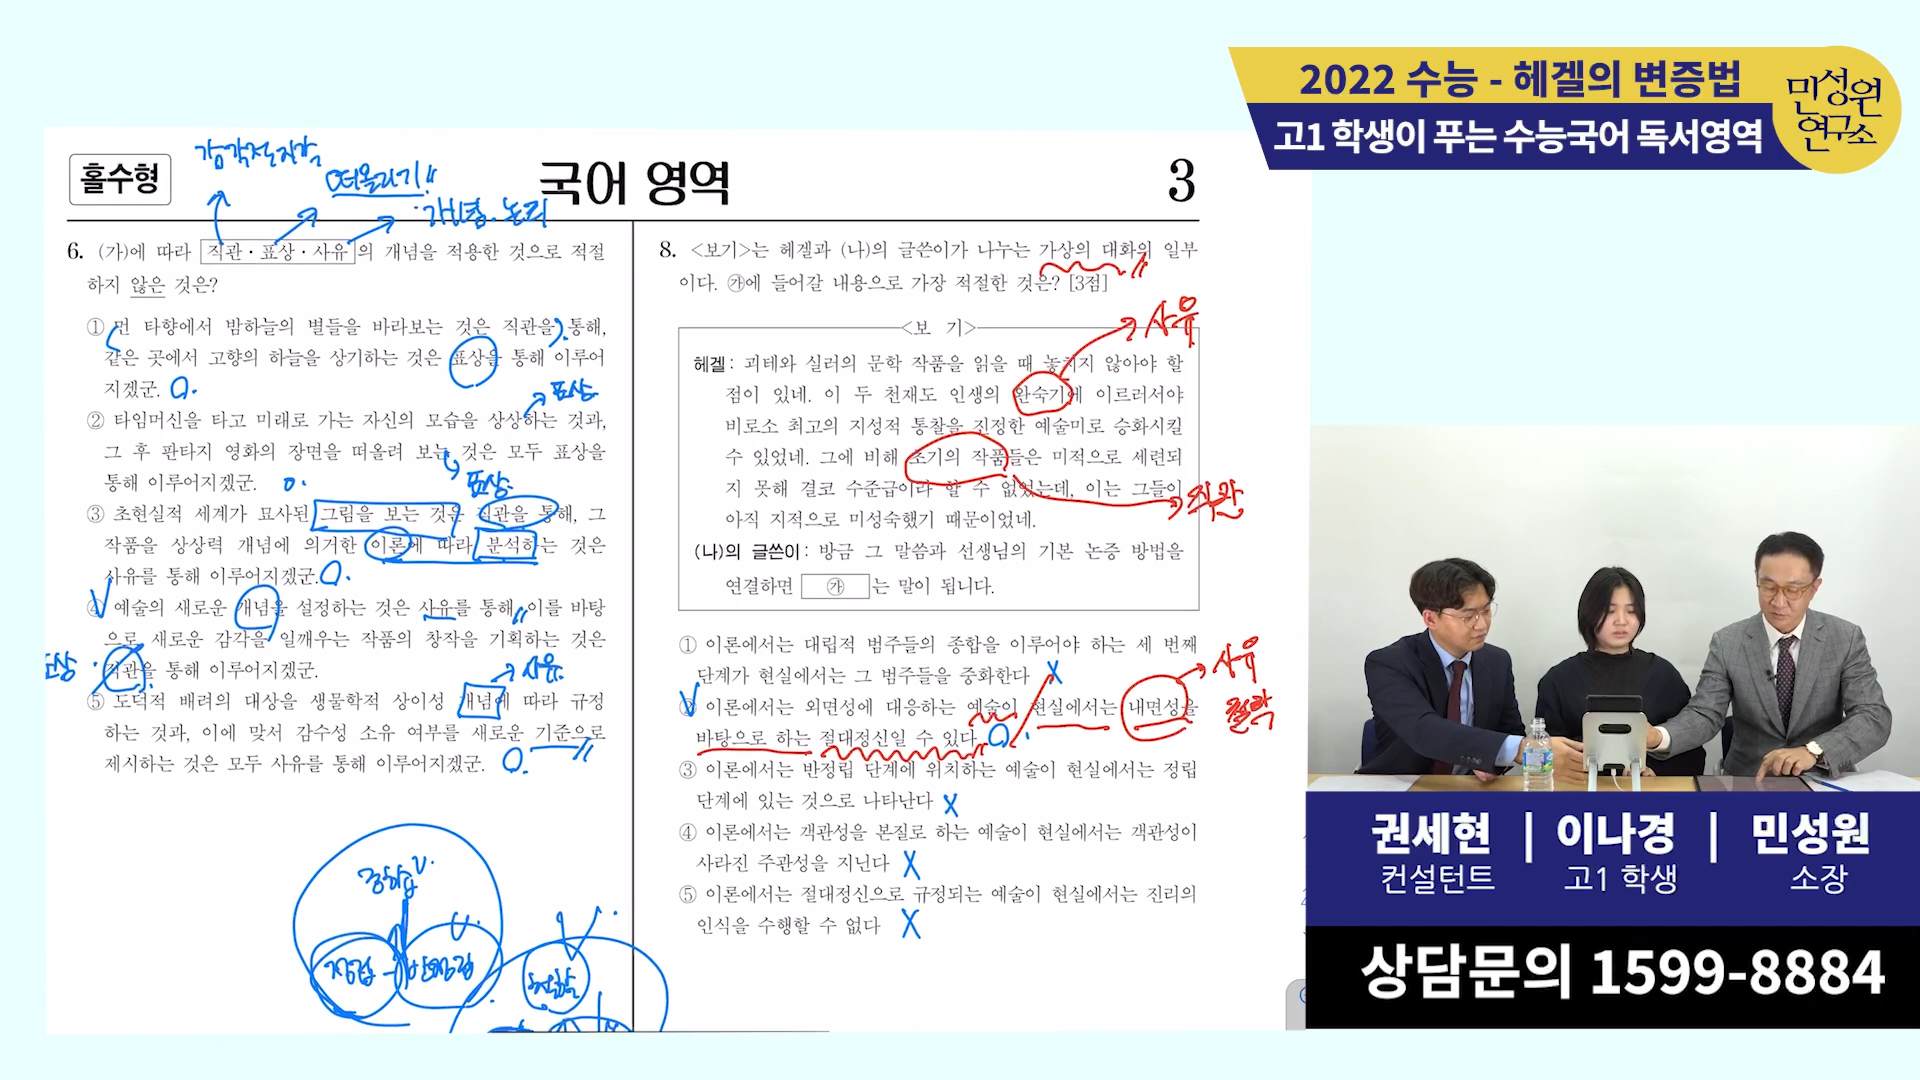 2022 수능 - 헤겔의 변증법
고1 학생이 푸는 수능국어 독서영역
민성원
연구소
홀수형
국어 영역
3
떠올리기!!
개념·논리
6. (가)에 따라 직관·표상·사유의 개념을 적용한 것으로 적절
하지 않은 것은?
① 먼 타향에서 밤하늘의 별들을 바라보는 것은 직관을 통해,
같은 곳에서 고향의 하늘을 상기하는 것은 표상을 통해 이루어
지겠군.
표상
② 타임머신을 타고 미래로 가는 자신의 모습을 상상하는 것과,
그 후 판타지 영화의 장면을 떠올려 보는 것은 모두 표상을
통해 이루어지겠군.
표상
③ 초현실적 세계가 묘사된 그림을 보는 것은 직관을 통해, 그
작품을 상상력 개념에 의거한 이론에 따라 분석하는 것은
사유를 통해 이루어지겠군.
④ 예술의 새로운 개념을 설정하는 것은 사유를 통해, 이를 바탕
으로 새로운 감각을 일깨우는 작품의 창작을 기획하는 것은
직관을 통해 이루어지겠군.
표상
사유
⑤ 도덕적 배려의 대상을 생물학적 상이성 개념에 따라 규정
하는 것과, 이에 맞서 감수성 소유 여부를 새로운 기준으로
제시하는 것은 모두 사유를 통해 이루어지겠군.
정립
반정립
8. <보기>는 헤겔과 (나)의 글쓴이가 나누는 가상의 대화의 일부
이다. ㉮에 들어갈 내용으로 가장 적절한 것은? [3점]
<보 기>
사유
헤겔: 괴테와 실러의 문학 작품을 읽을 때 놓치지 않아야 할
점이 있네. 이 두 천재도 인생의 완숙기에 이르러서야
비로소 최고의 지성적 통찰을 진정한 예술미로 승화시킬
수 있었네. 그에 비해 초기의 작품들은 미적으로 세련되
지 못해 결코 수준급이라 할 수 없었는데, 이는 그들이
아직 지적으로 미성숙했기 때문이었네.
직관
(나)의 글쓴이: 방금 그 말씀과 선생님의 기본 논증 방법을
연결하면 ㉮ 는 말이 됩니다.
① 이론에서는 대립적 범주들의 종합을 이루어야 하는 세 번째
단계가 현실에서는 그 범주들을 중화한다
사유
철학
② 이론에서는 외면성에 대응하는 예술이 현실에서는 내면성을
바탕으로 하는 절대정신일 수 있다
③ 이론에서는 반정립 단계에 위치하는 예술이 현실에서는 정립
단계에 있는 것으로 나타난다
④ 이론에서는 객관성을 본질로 하는 예술이 현실에서는 객관성이
사라진 주관성을 지닌다
⑤ 이론에서는 절대정신으로 규정되는 예술이 현실에서는 진리의
인식을 수행할 수 없다
권세현 | 이나경 | 민성원
컨설턴트 고1 학생 소장
상담문의 1599-8884